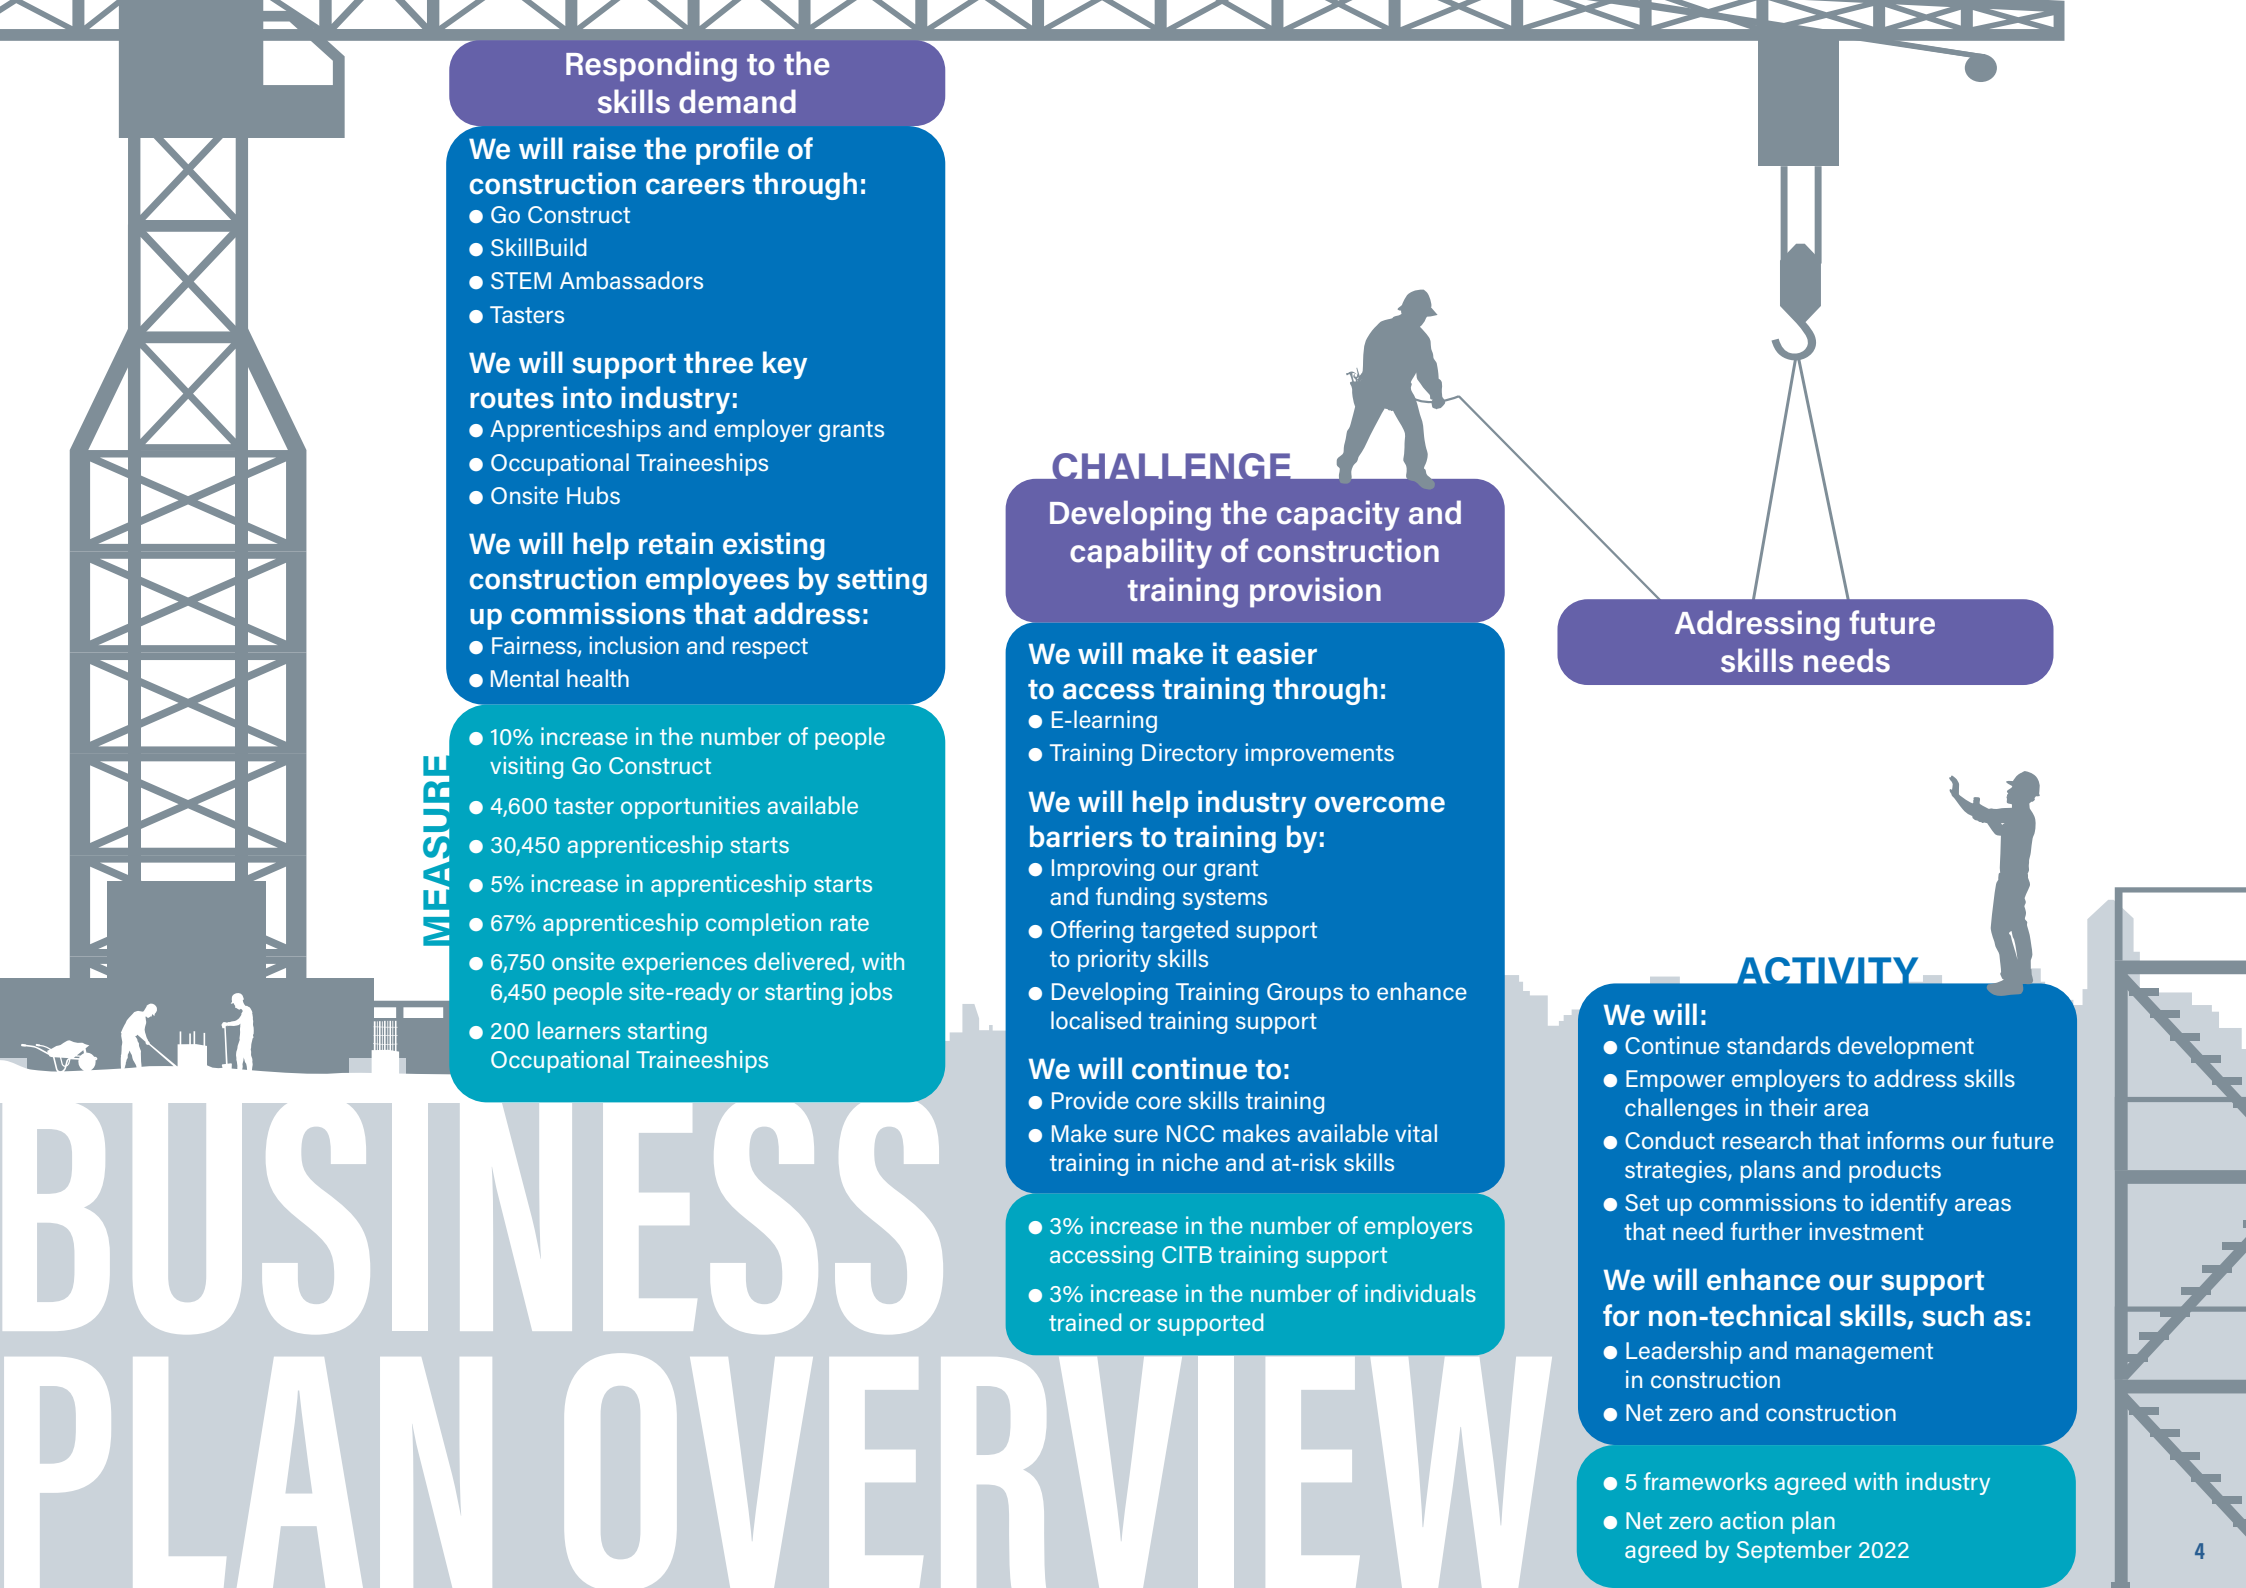 Responding to the
skills demand
We will raise the profile of
construction careers through:
● Go Construct
● SkillBuild
● STEM Ambassadors
● Tasters
We will support three key
routes into industry:
● Apprenticeships and employer grants
● Occupational Traineeships
● Onsite Hubs
We will help retain existing
construction employees by setting
up commissions that address:
● Fairness, inclusion and respect
● Mental health
MEASURE
● 10% increase in the number of people
visiting Go Construct
● 4,600 taster opportunities available
● 30,450 apprenticeship starts
● 5% increase in apprenticeship starts
● 67% apprenticeship completion rate
● 6,750 onsite experiences delivered, with
6,450 people site-ready or starting jobs
● 200 learners starting
Occupational Traineeships
CHALLENGE
Developing the capacity and
capability of construction
training provision
We will make it easier
to access training through:
● E-learning
● Training Directory improvements
We will help industry overcome
barriers to training by:
● Improving our grant
and funding systems
● Offering targeted support
to priority skills
● Developing Training Groups to enhance
localised training support
We will continue to:
● Provide core skills training
● Make sure NCC makes available vital
training in niche and at-risk skills
● 3% increase in the number of employers
accessing CITB training support
● 3% increase in the number of individuals
trained or supported
Addressing future
skills needs
ACTIVITY
We will:
● Continue standards development
● Empower employers to address skills
challenges in their area
● Conduct research that informs our future
strategies, plans and products
● Set up commissions to identify areas
that need further investment
We will enhance our support
for non-technical skills, such as:
● Leadership and management
in construction
● Net zero and construction
● 5 frameworks agreed with industry
● Net zero action plan
agreed by September 2022
BUSINESS
PLAN OVERVIEW
4